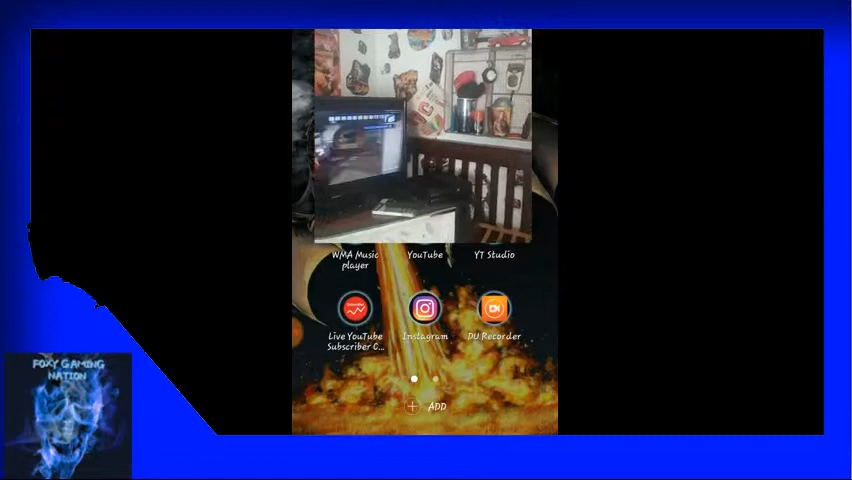 WMA Music
player
YouTube
YT Studio
Live YouTube
Subscriber C...
Instagram
DU Recorder
ADD
FOXY GAMING
NATION